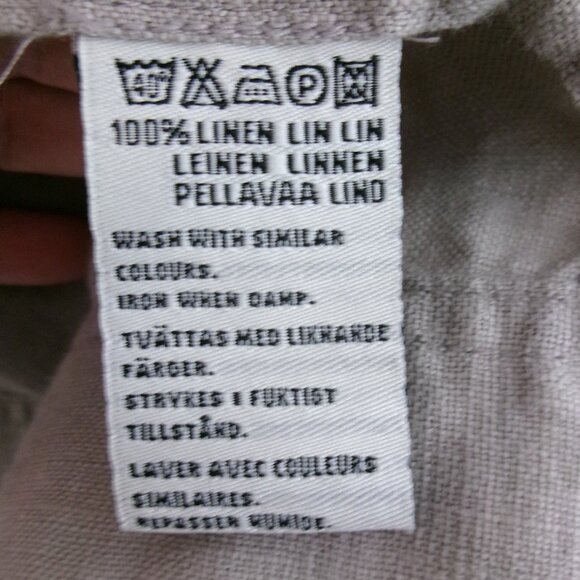 40° P
100% LINEN LIN LIN
LEINEN LINNEN
PELLAVAA LINO
WASH WITH SIMILAR
COLOURS.
IRON WHEN DAMP.
TVÄTTAS MED LIKNANDE
FÄRGER.
STRYKES I FUKTIGT
TILLSTÅND.
LAVER AVEC COULEURS
SIMILAIRES.
REPASSER HUMIDE.